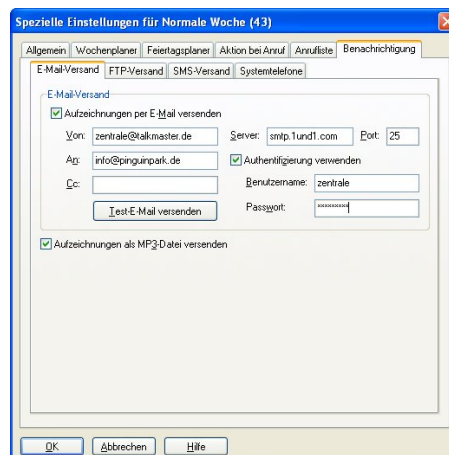 Spezielle Einstellungen für Normale Woche (43)
Allgemein Wochenplaner Feiertagsplaner Aktion bei Anruf Anrufliste Benachrichtigung
E-Mail-Versand FTP-Versand SMS-Versand Systemtelefone
E-Mail-Versand
Aufzeichnungen per E-Mail versenden
Von: zentrale@talkmaster.de Server: smtp.1und1.com Port: 25
An: info@pinguinpark.de Authentifizierung verwenden
Cc: Benutzername: zentrale
Test-E-Mail versenden Passwort: ********
Aufzeichnungen als MP3-Datei versenden
OK Abbrechen Hilfe